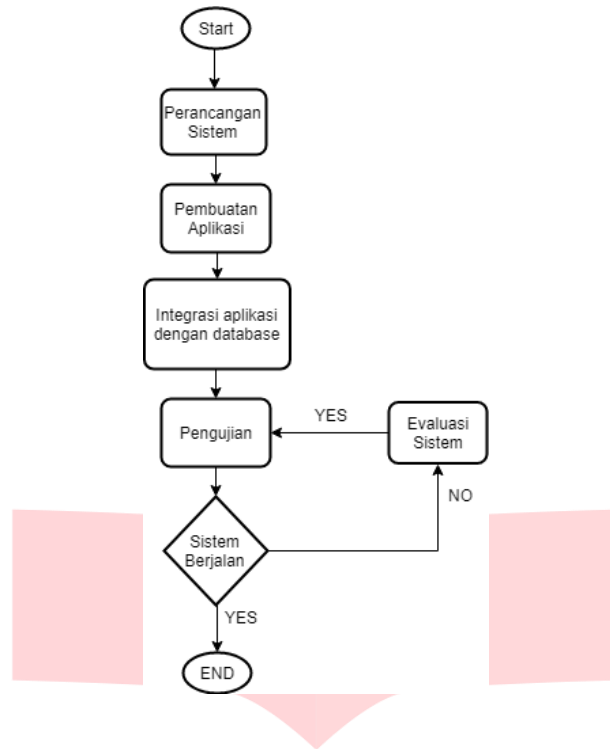 Start
Perancangan
Sistem
Pembuatan
Aplikasi
Integrasi aplikasi
dengan database
Pengujian
YES
Evaluasi
Sistem
NO
Sistem
Berjalan
YES
END